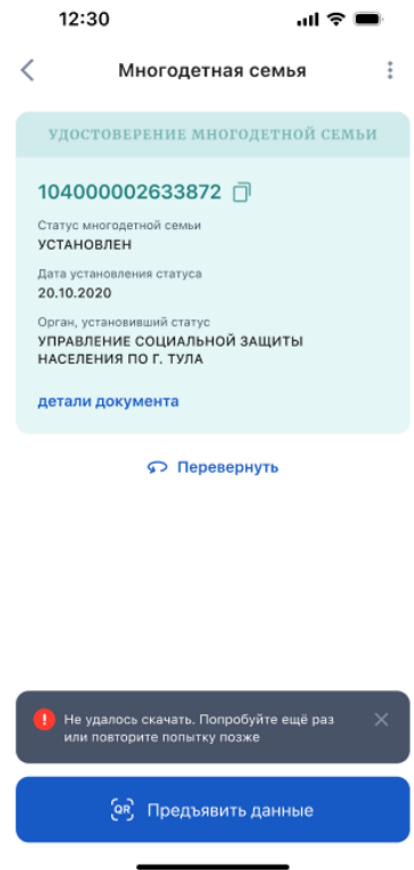 12:30
Многодетная семья
УДОСТОВЕРЕНИЕ МНОГОДЕТНОЙ СЕМЬИ
104000002633872
Статус многодетной семьи
УСТАНОВЛЕН
Дата установления статуса
20.10.2020
Орган, установивший статус
УПРАВЛЕНИЕ СОЦИАЛЬНОЙ ЗАЩИТЫ
НАСЕЛЕНИЯ ПО Г. ТУЛА
детали документа
Перевернуть
Не удалось скачать. Попробуйте ещё раз
или повторите попытку позже
QR Предъявить данные